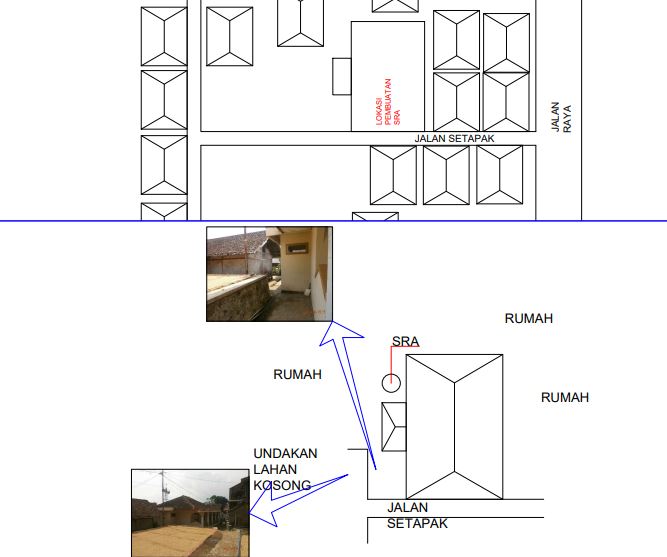 LOKASI
PEMBUATAN
SRA
JALAN SETAPAK
JALAN
RAYA
RUMAH
SRA
RUMAH
RUMAH
UNDAKAN
LAHAN
KOSONG
JALAN
SETAPAK